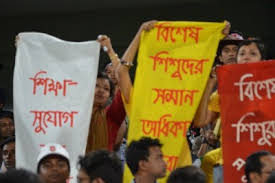 শিক্ষা-
সুযোগ
বিশেষ
শিশুদের
সমান
অধিকার
বিশেষ
শিশুর